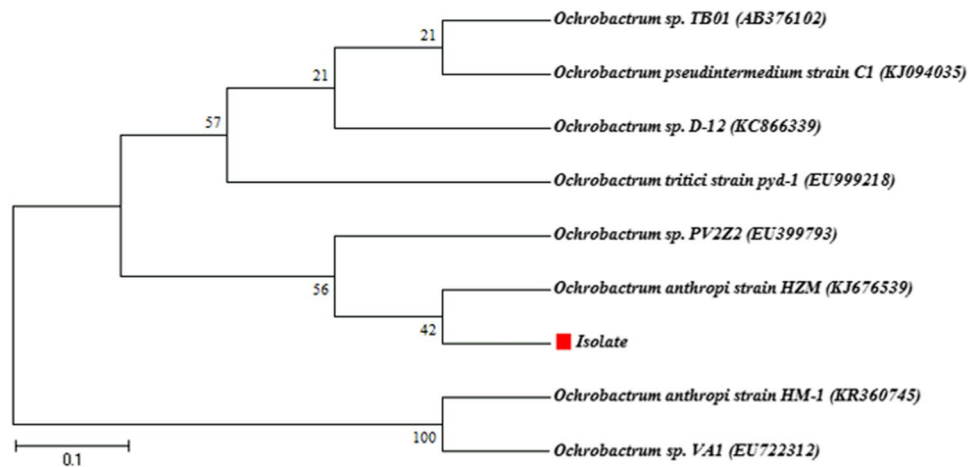 Ochrobactrum sp. TB01 (AB376102)
21
Ochrobactrum pseudintermedium strain C1 (KJ094035)
21
Ochrobactrum sp. D-12 (KC866339)
57
Ochrobactrum tritici strain pyd-1 (EU999218)
Ochrobactrum sp. PV2Z2 (EU399793)
56
Ochrobactrum anthropi strain HZM (KJ676539)
42
Isolate
Ochrobactrum anthropi strain HM-1 (KR360745)
100
Ochrobactrum sp. VA1 (EU722312)
0.1